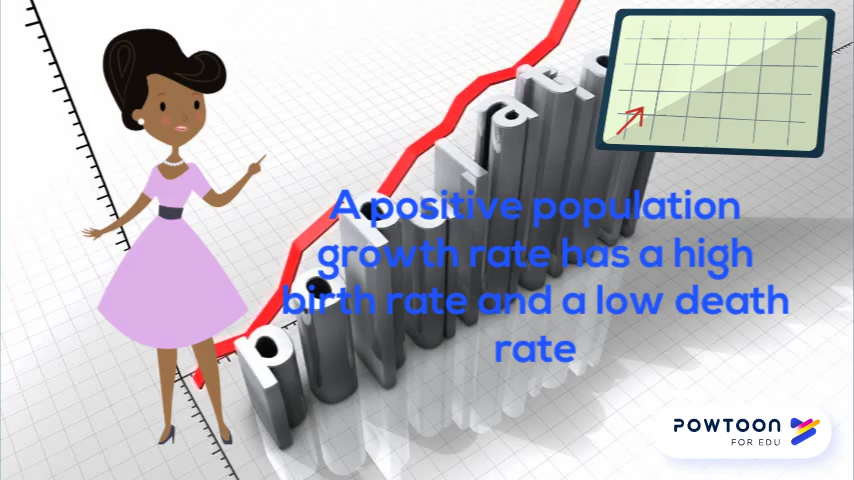 A positive population
growth rate has a high
birth rate and a low death
rate
POWTOON
FOR EDU